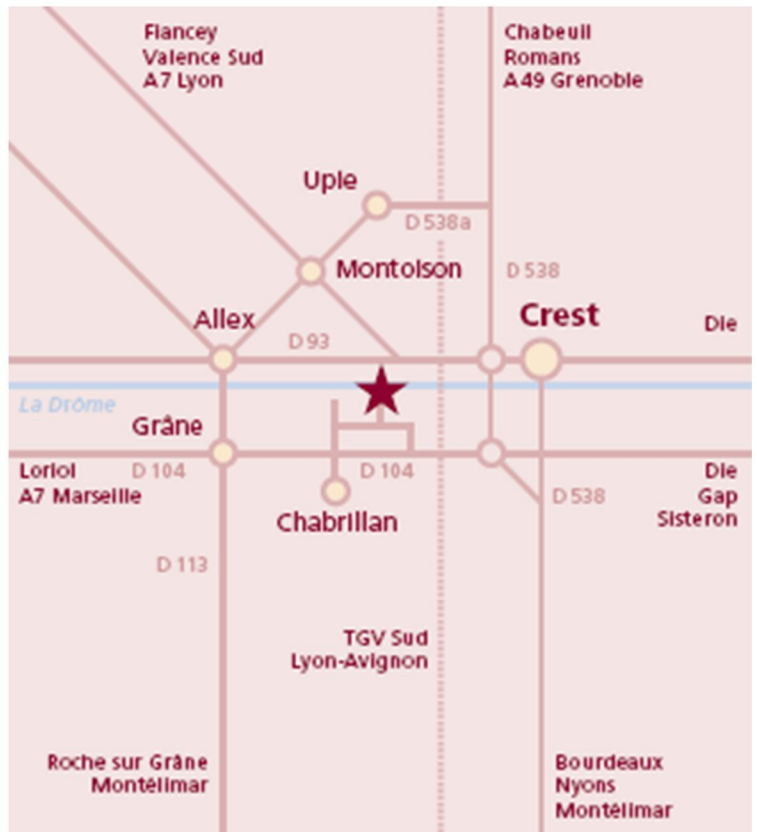 Flancey
Valence Sud
A7 Lyon
Chabeuil
Romans
A49 Grenoble
Uple
D 538a
Montoison
D 538
Allex
Crest
Die
D 93
La Drôme
Grâne
Loriol
D 104
D 104
Die
A7 Marseille
D 538
Gap
Sisteron
Chabrillan
D 113
TGV Sud
Lyon-Avignon
Roche sur Grâne
Montélimar
Bourdeaux
Nyons
Montélimar